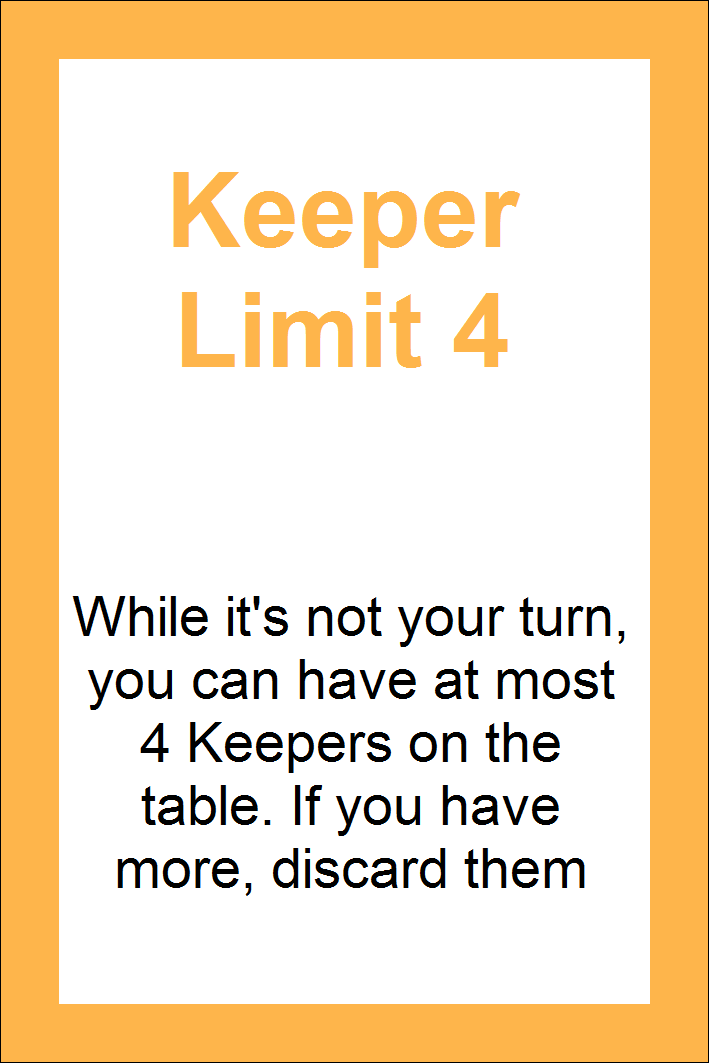 Keeper
Limit 4
While it's not your turn,
you can have at most
4 Keepers on the
table. If you have
more, discard them